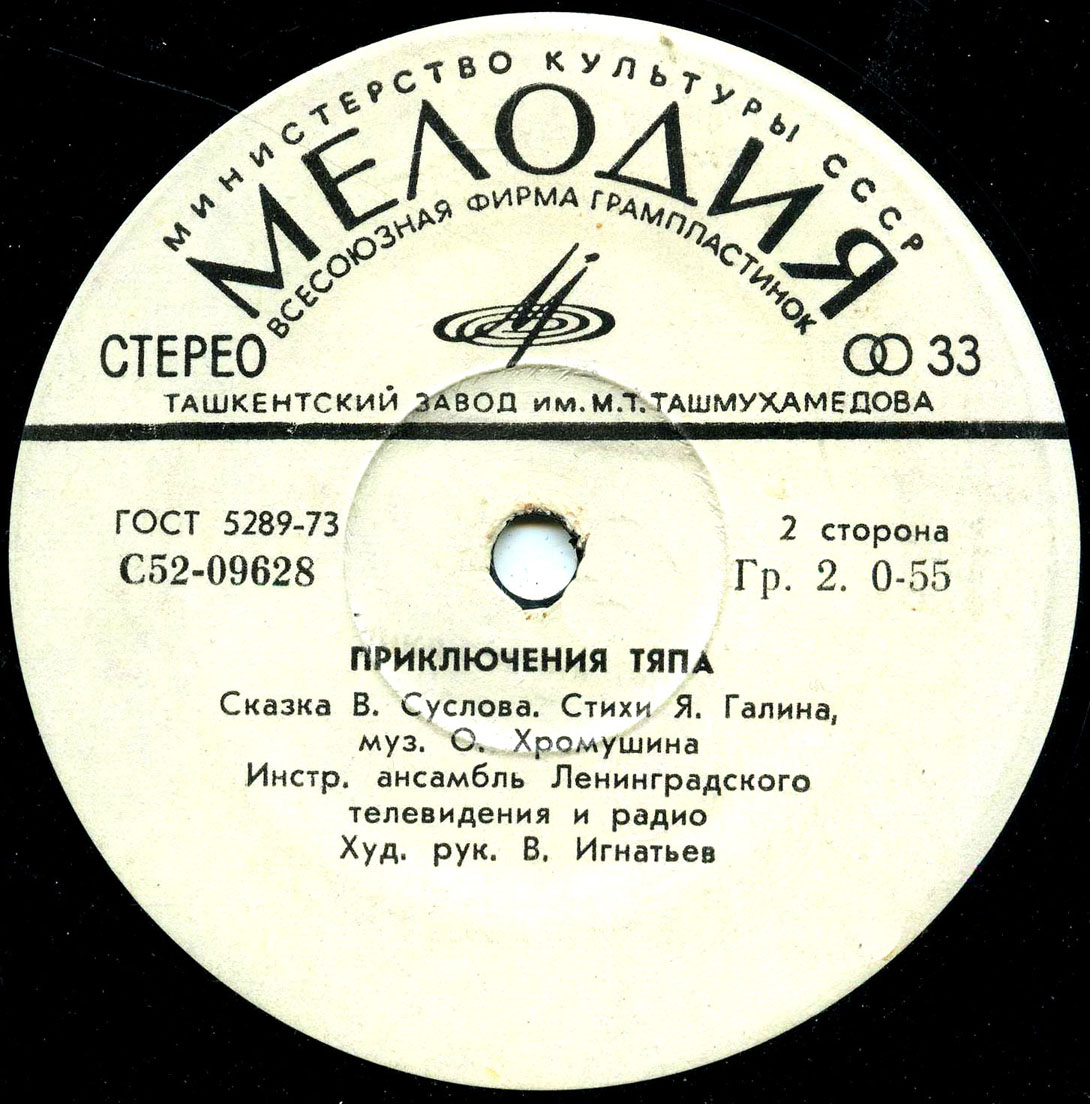 МИНИСТЕРСТВО КУЛЬТУРЫ СССР
МЕЛОДИЯ
ВСЕСОЮЗНАЯ ФИРМА ГРАМПЛАСТИНОК
СТЕРЕО
33
ТАШКЕНТСКИЙ ЗАВОД им. М.Т. ТАШМУХАМЕДОВА
ГОСТ 5289-73
2 сторона
С52-09628
Гр. 2. 0-55
ПРИКЛЮЧЕНИЯ ТЯПА
Сказка В. Суслова. Стихи Я. Галина,
муз. О. Хромушина
Инстр. ансамбль Ленинградского
телевидения и радио
Худ. рук. В. Игнатьев